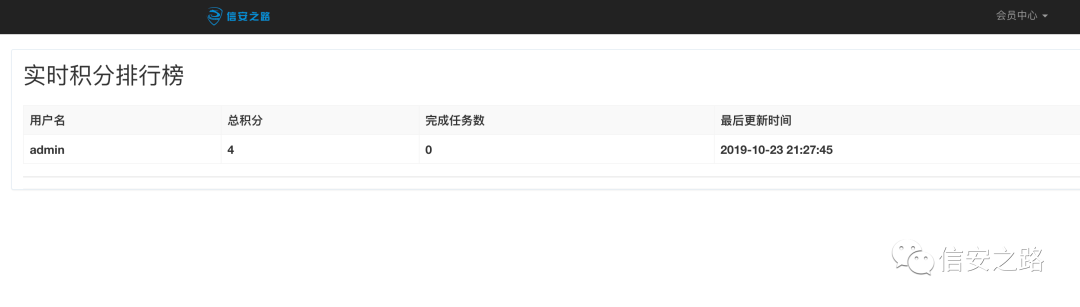 信安之路 会员中心
实时积分排行榜
用户名 总积分 完成任务数 最后更新时间
admin 4 0 2019-10-23 21:27:45
信安之路